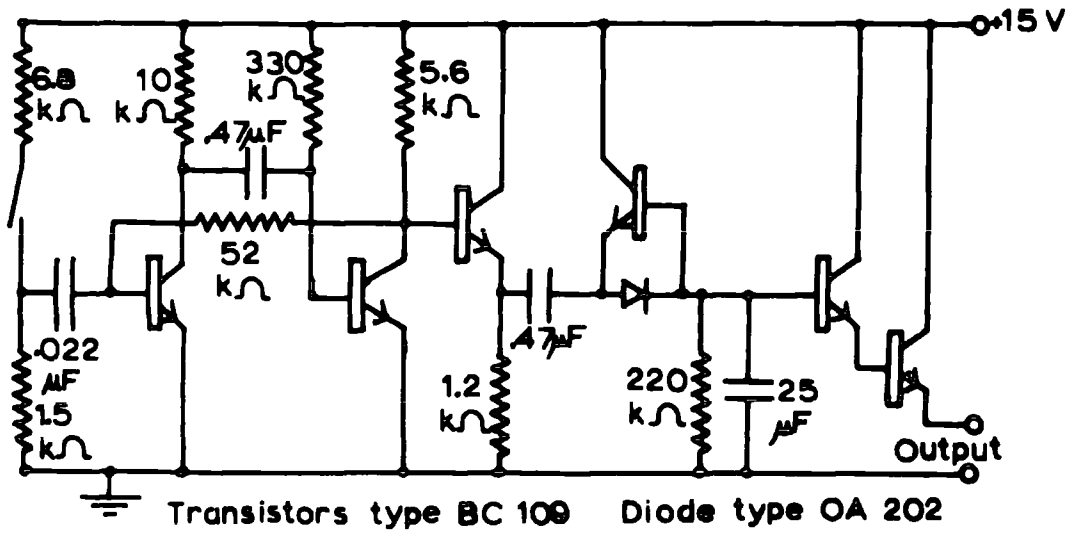 +15 V
6.8
kΩ
10
kΩ
330
kΩ
5.6
kΩ
.47μF
52
kΩ
.022
μF
1.5
kΩ
1.2
kΩ
.47μF
220
kΩ
25
μF
Output
Transistors type BC 109 Diode type OA 202